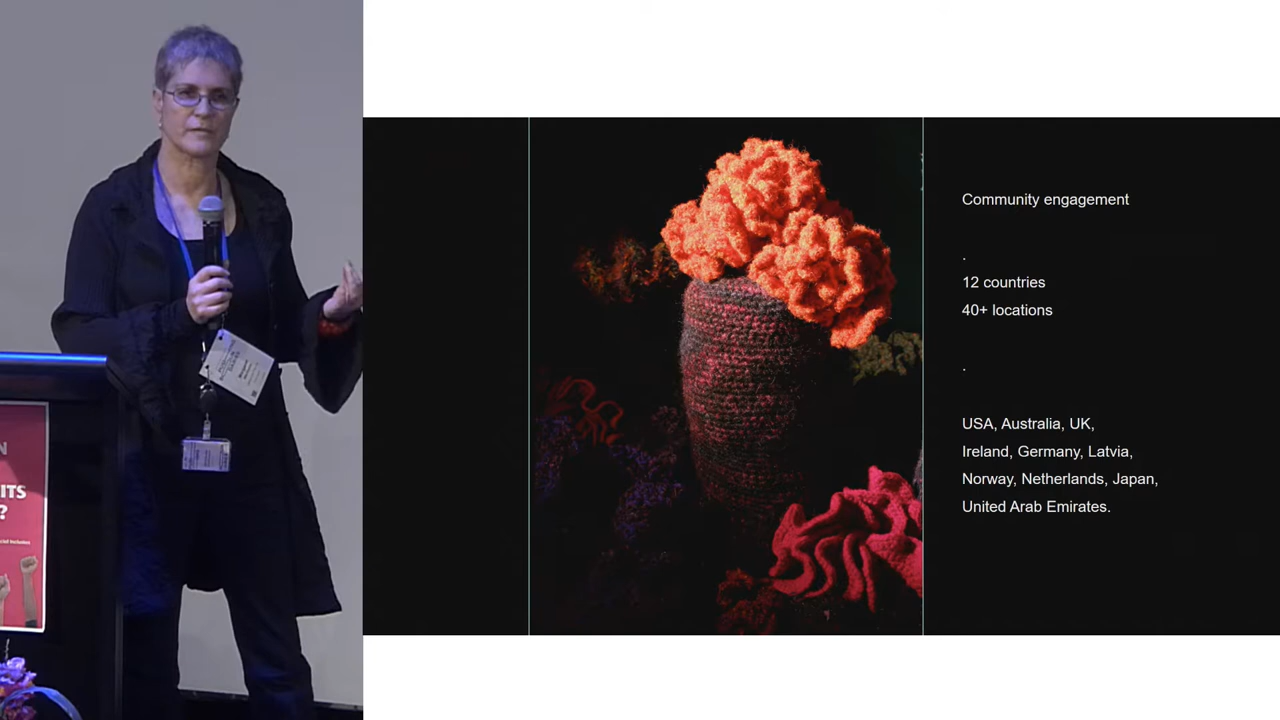 Community engagement
.
12 countries
40+ locations
.
USA, Australia, UK,
Ireland, Germany, Latvia,
Norway, Netherlands, Japan,
United Arab Emirates.
N
ITS
?